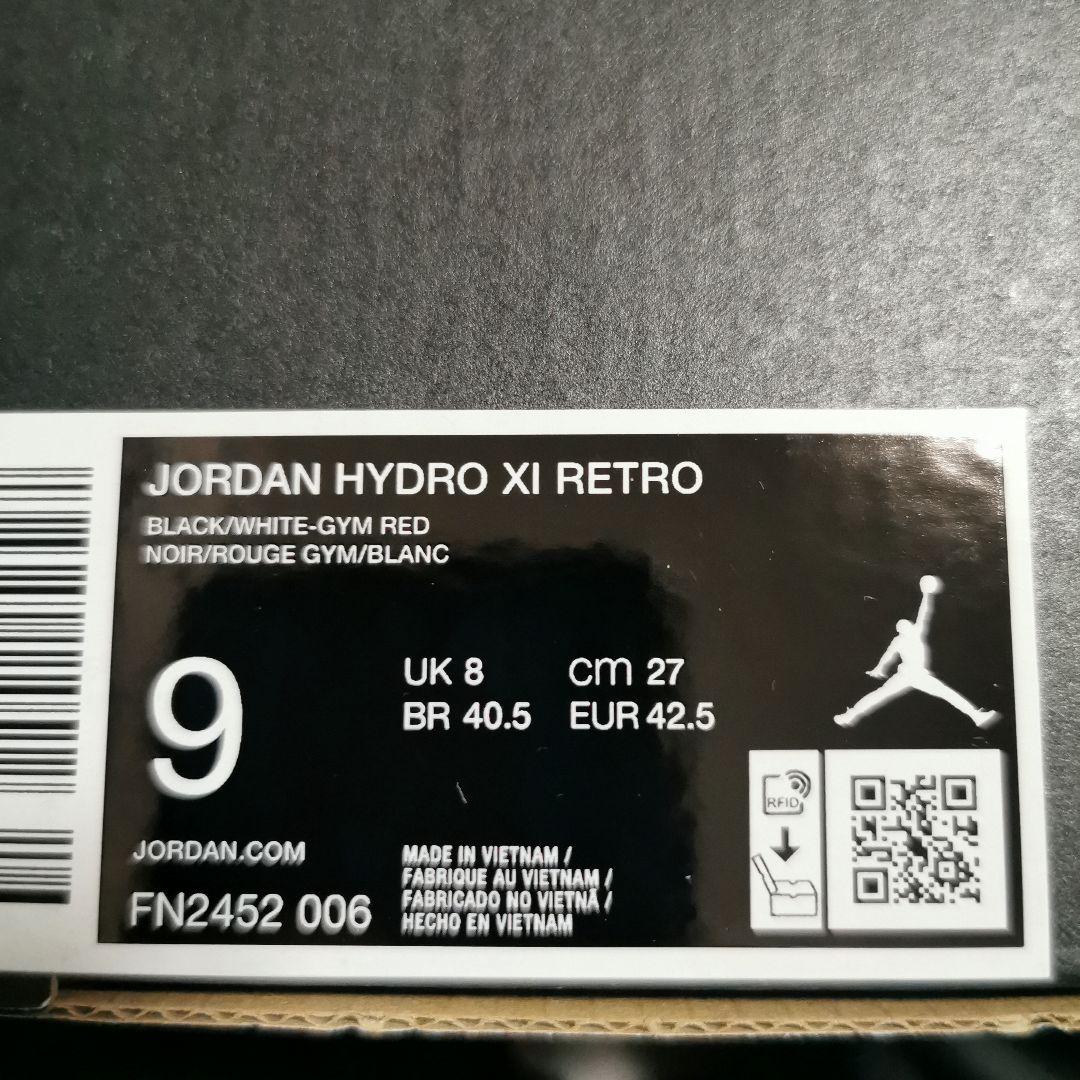 JORDAN HYDRO XI RETRO
BLACK/WHITE-GYM RED
NOIR/ROUGE GYM/BLANC
9
UK 8 cm 27
BR 40.5 EUR 42.5
RFID
JORDAN.COM
FN2452 006
MADE IN VIETNAM /
FABRIQUE AU VIETNAM /
FABRICADO NO VIETNÃ /
HECHO EN VIETNAM